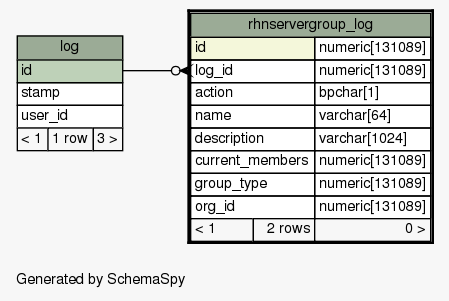 log
id
stamp
user_id
< 1 1 row 3 >
rhnservergroup_log
id numeric[131089]
log_id numeric[131089]
action bpchar[1]
name varchar[64]
description varchar[1024]
current_members numeric[131089]
group_type numeric[131089]
org_id numeric[131089]
< 1 2 rows 0 >
Generated by SchemaSpy